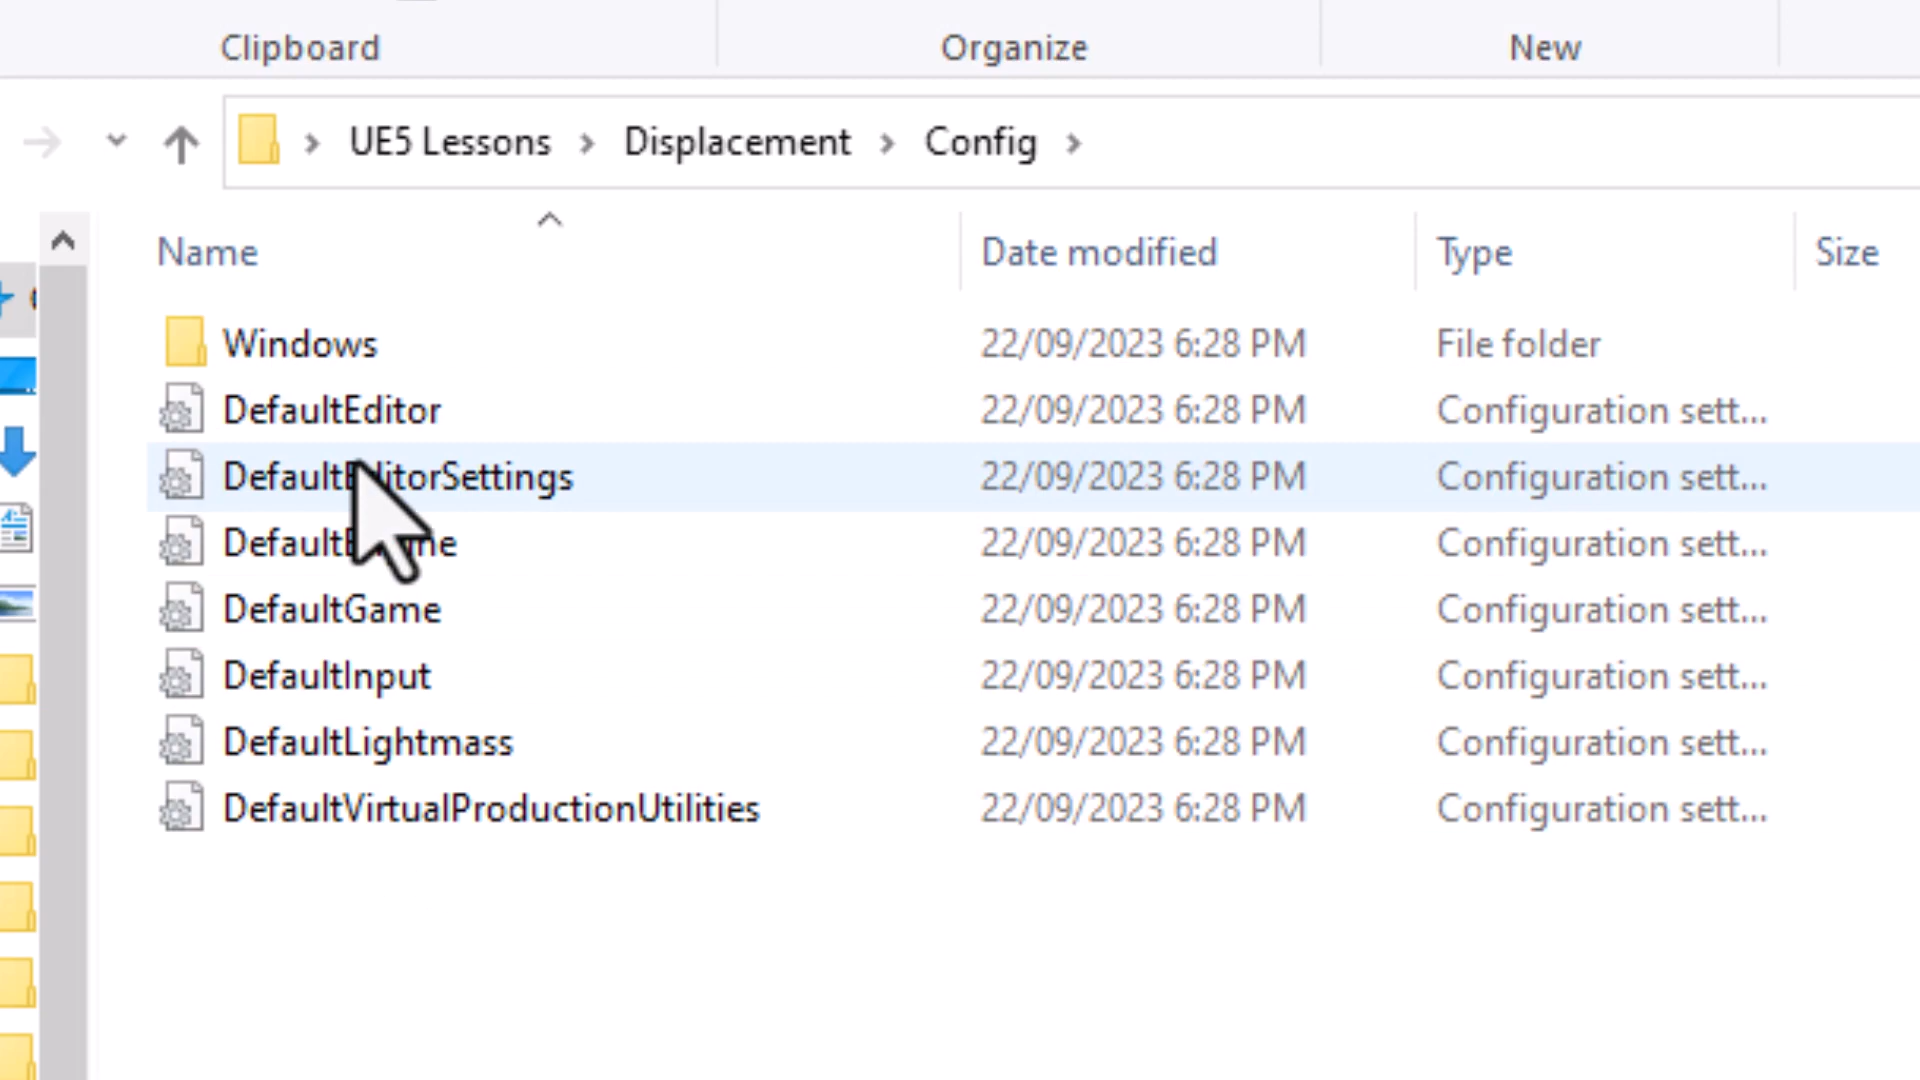 Clipboard Organize New
UE5 Lessons Displacement Config
Name Date modified Type Size
Windows 22/09/2023 6:28 PM File folder
DefaultEditor 22/09/2023 6:28 PM Configuration sett...
DefaultEditorSettings 22/09/2023 6:28 PM Configuration sett...
22/09/2023 6:28 PM Configuration sett...
DefaultGame 22/09/2023 6:28 PM Configuration sett...
DefaultInput 22/09/2023 6:28 PM Configuration sett...
DefaultLightmass 22/09/2023 6:28 PM Configuration sett...
DefaultVirtualProductionUtilities 22/09/2023 6:28 PM Configuration sett...